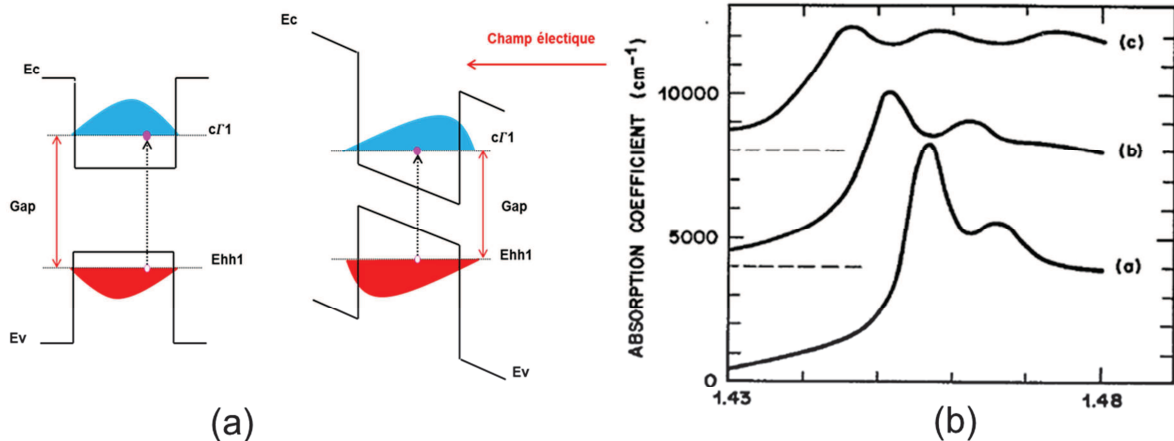 Ec
cΓ1
Gap
Ehh1
Ev
Ec
Champ électique
cΓ1
Gap
Ehh1
Ev
(a)
ABSORPTION COEFFICIENT (cm⁻¹)
10000
5000
0
1.43
1.48
(c)
(b)
(a)
(b)